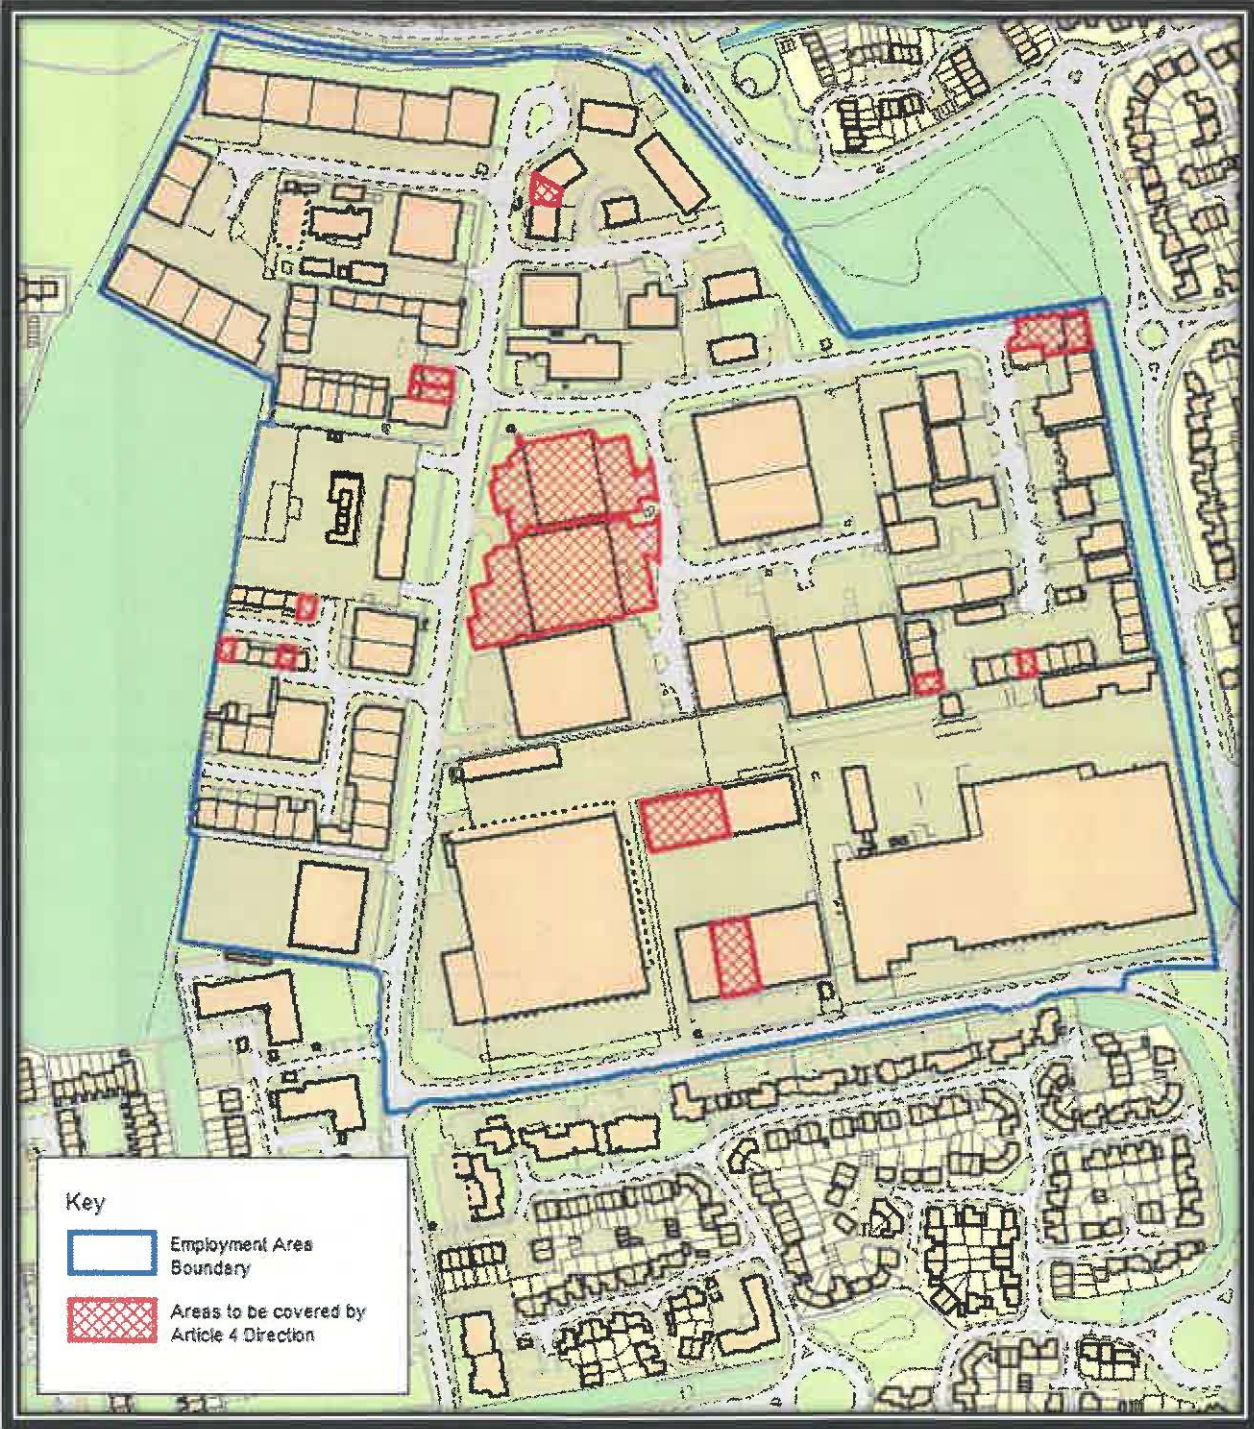 Key
Employment Area
Boundary
Areas to be covered by
Article 4 Direction